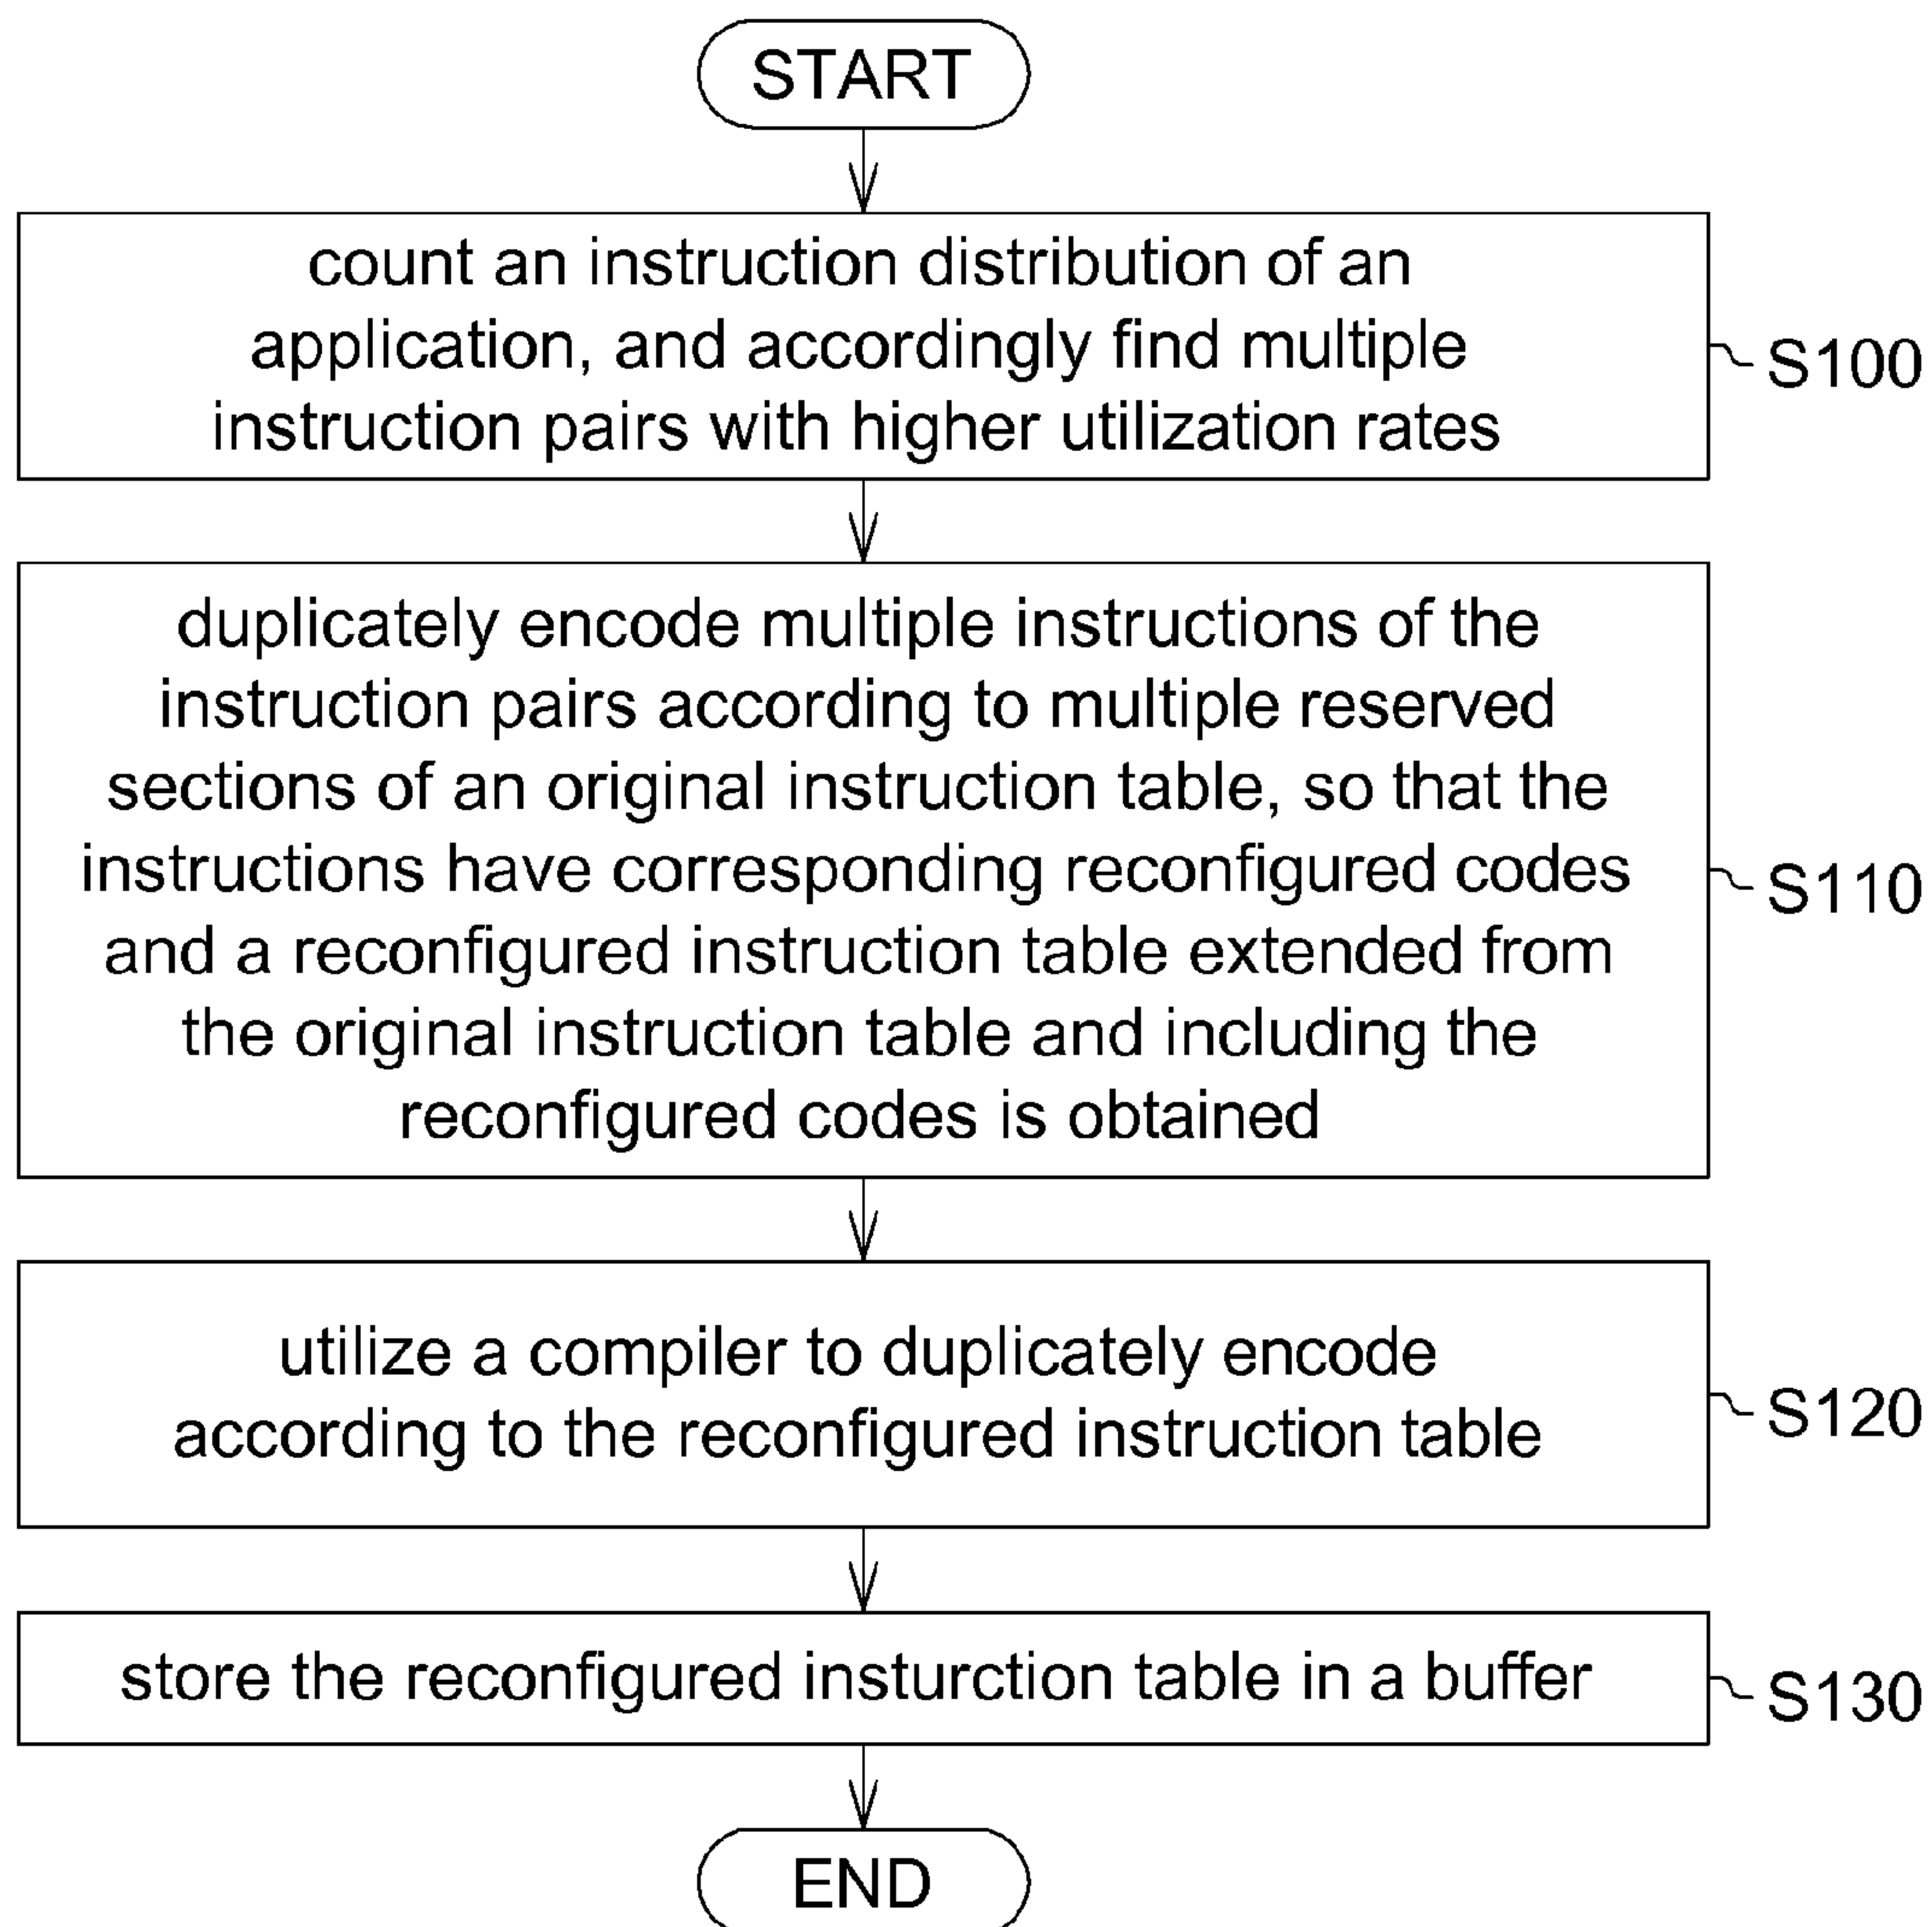 START
count an instruction distribution of an
application, and accordingly find multiple
instruction pairs with higher utilization rates
S100
duplicately encode multiple instructions of the
instruction pairs according to multiple reserved
sections of an original instruction table, so that the
instructions have corresponding reconfigured codes
and a reconfigured instruction table extended from
the original instruction table and including the
reconfigured codes is obtained
S110
utilize a compiler to duplicately encode
according to the reconfigured instruction table
S120
store the reconfigured insturction table in a buffer
S130
END